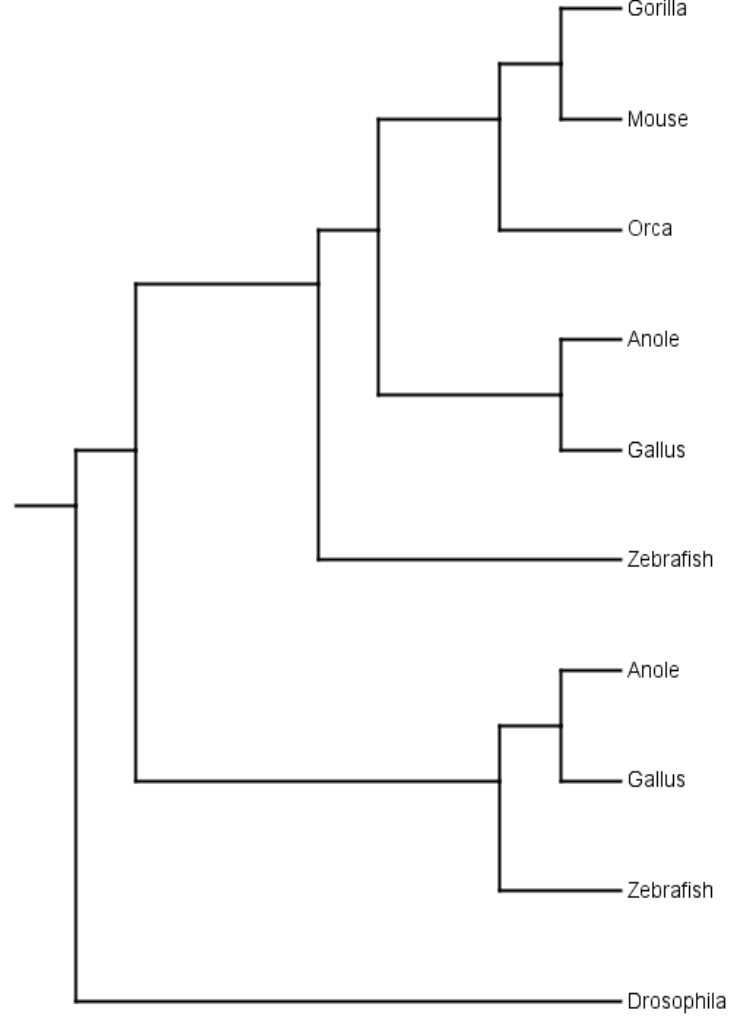 Gorilla
Mouse
Orca
Anole
Gallus
Zebrafish
Anole
Gallus
Zebrafish
Drosophila